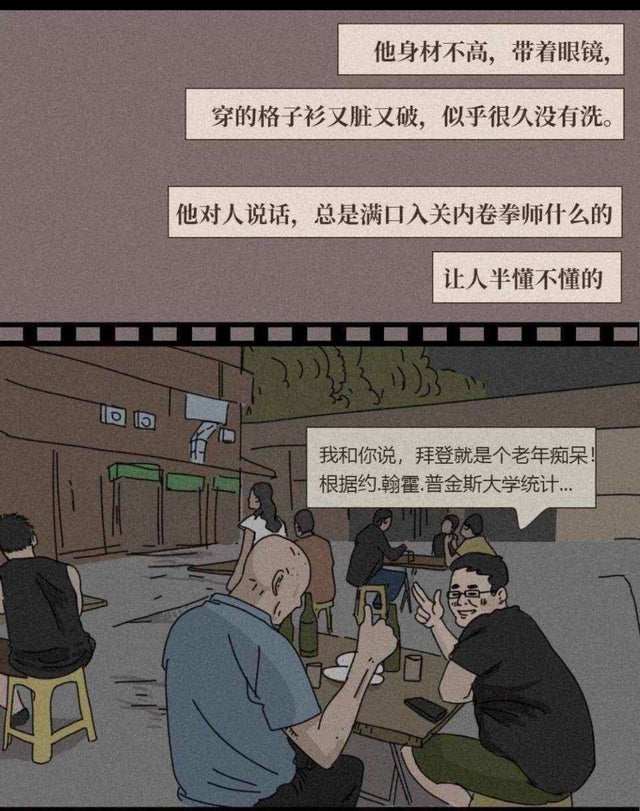 他身材不高，带着眼镜，
穿的格子衫又脏又破，似乎很久没有洗。
他对人说话，总是满口入关内卷拳师什么的
让人半懂不懂的
我和你说，拜登就是个老年痴呆！
根据约.翰霍.普金斯大学统计...